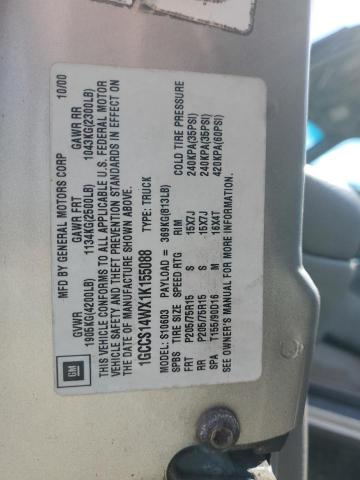 GM
MFD BY GENERAL MOTORS CORP 10/00
GVWR GAWR FRT GAWR RR
1905KG(4200LB) 1134KG(2500LB) 1043KG(2300LB)
THIS VEHICLE CONFORMS TO ALL APPLICABLE U.S. FEDERAL MOTOR
VEHICLE SAFETY AND THEFT PREVENTION STANDARDS IN EFFECT ON
THE DATE OF MANUFACTURE SHOWN ABOVE.
1GCCS14WX1K155088 TYPE: TRUCK
MODEL: S10603 PAYLOAD = 369KG(813LB)
SPBS TIRE SIZE SPEED RTG RIM COLD TIRE PRESSURE
FRT P205/75R15 S 15X7J 240KPA(35PSI)
RR P205/75R15 S 15X7J 240KPA(35PSI)
SPA T155/90D16 M 16X4T 420KPA(60PSI)
SEE OWNER'S MANUAL FOR MORE INFORMATION.